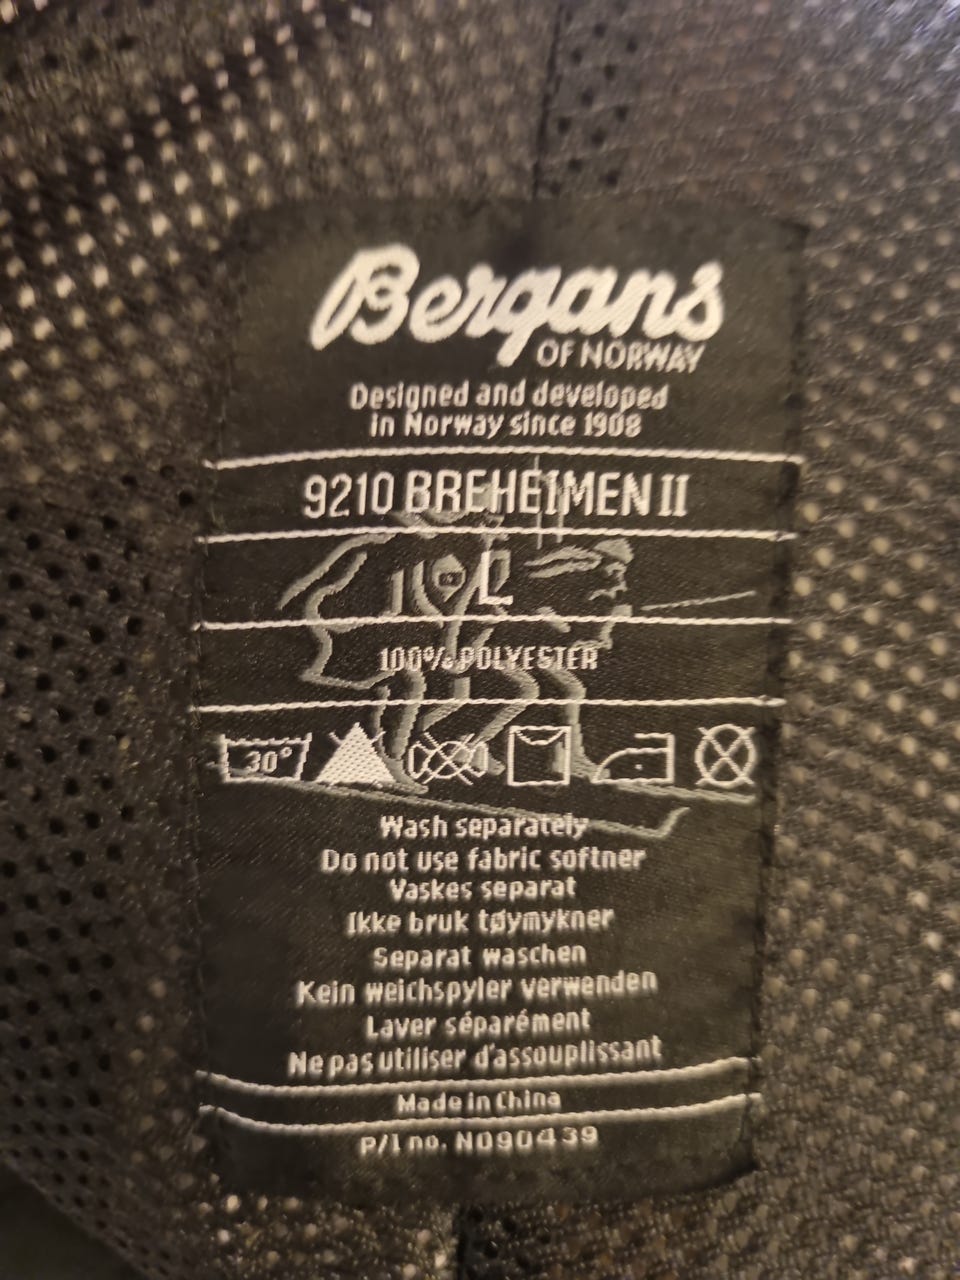 Bergans
OF NORWAY
Designed and developed
in Norway since 1908
9210 BREHEIMEN II
L
100% POLYESTER
30°
Wash separately
Do not use fabric softner
Vaskes separat
Ikke bruk tøymykner
Separat waschen
Kein weichspyler verwenden
Laver séparément
Ne pas utiliser d'assouplissant
Made in China
P/I no. N090439